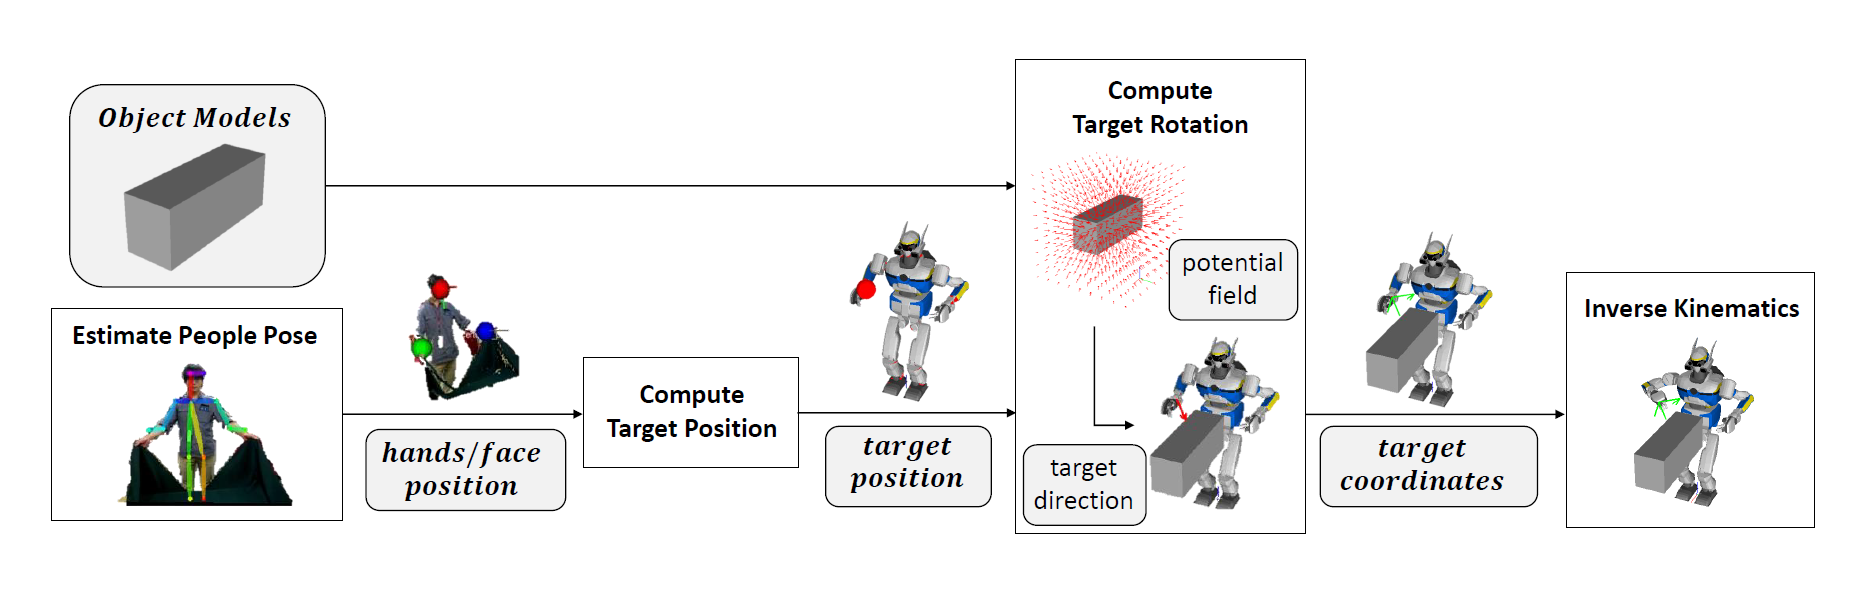 Object Models
Estimate People Pose
hands/face
position
Compute
Target Position
target
position
Compute
Target Rotation
potential
field
target
direction
target
coordinates
Inverse Kinematics